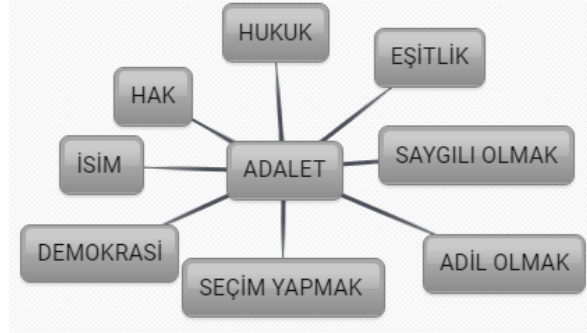 HUKUK
EŞİTLİK
HAK
SAYGILI OLMAK
İSİM
ADALET
DEMOKRASİ
ADİL OLMAK
SEÇİM YAPMAK